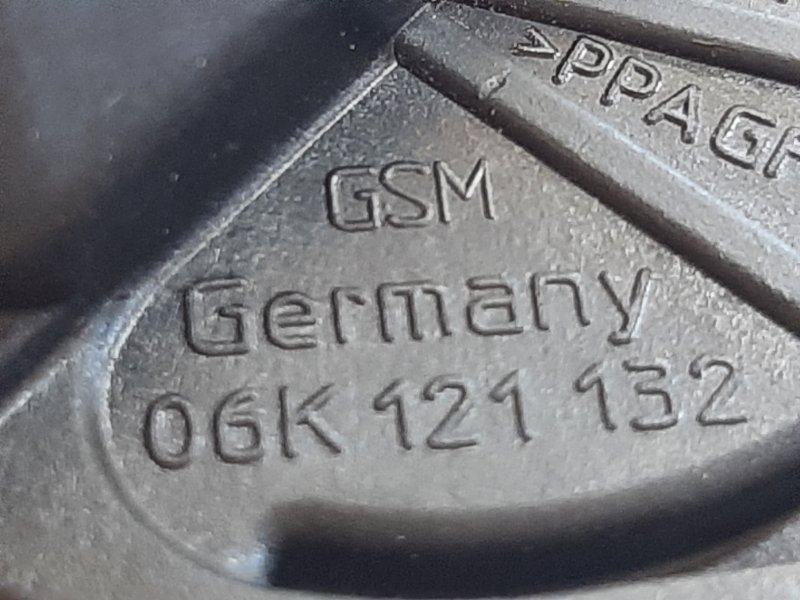 >PPAGF
GSM
Germany
06K 121 132